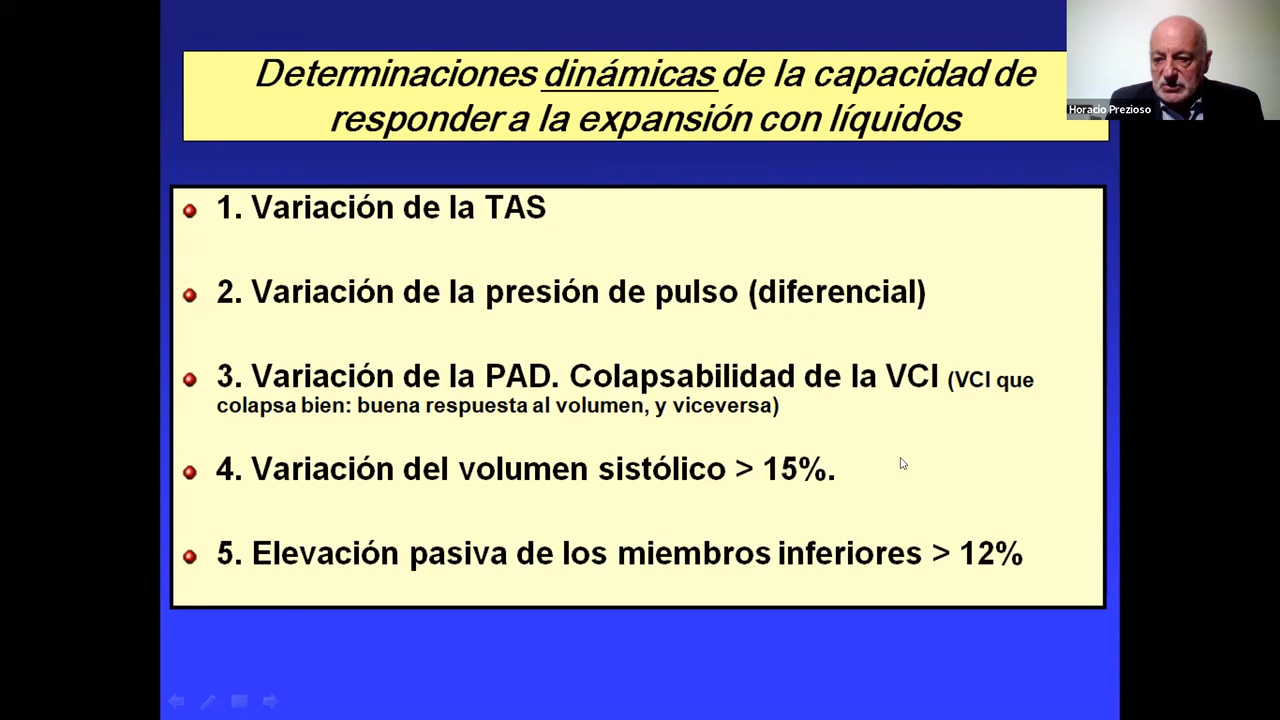 Determinaciones dinámicas de la capacidad de
responder a la expansión con líquidos
Horacio Prezioso
1. Variación de la TAS
2. Variación de la presión de pulso (diferencial)
3. Variación de la PAD. Colapsabilidad de la VCI (VCI que
colapsa bien: buena respuesta al volumen, y viceversa)
4. Variación del volumen sistólico > 15%.
5. Elevación pasiva de los miembros inferiores > 12%